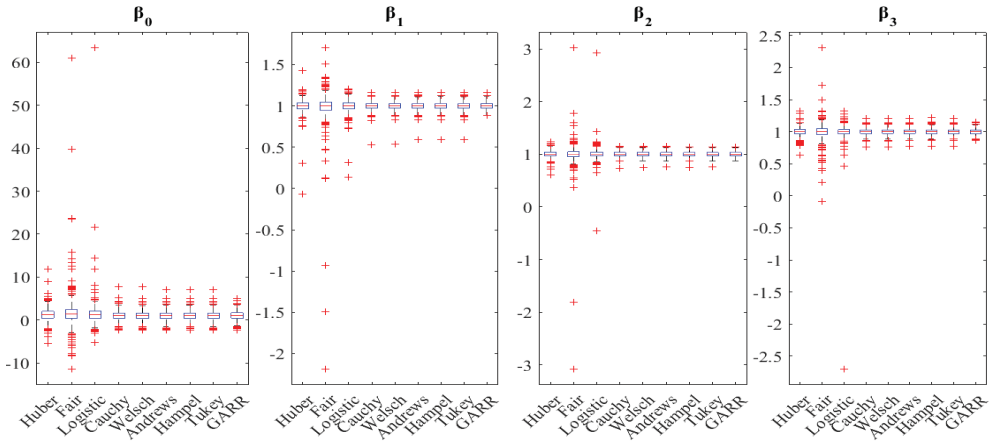 β0
60
50
40
30
20
10
0
-10
Huber
Fair
Logistic
Cauchy
Welsch
Andrews
Hampel
Tukey
GARR
β1
1.5
1
0.5
0
-0.5
-1
-1.5
-2
Huber
Fair
Logistic
Cauchy
Welsch
Andrews
Hampel
Tukey
GARR
β2
3
2
1
0
-1
-2
-3
Huber
Fair
Logistic
Cauchy
Welsch
Andrews
Hampel
Tukey
GARR
β3
2.5
2
1.5
1
0.5
0
-0.5
-1
-1.5
-2
-2.5
Huber
Fair
Logistic
Cauchy
Welsch
Andrews
Hampel
Tukey
GARR